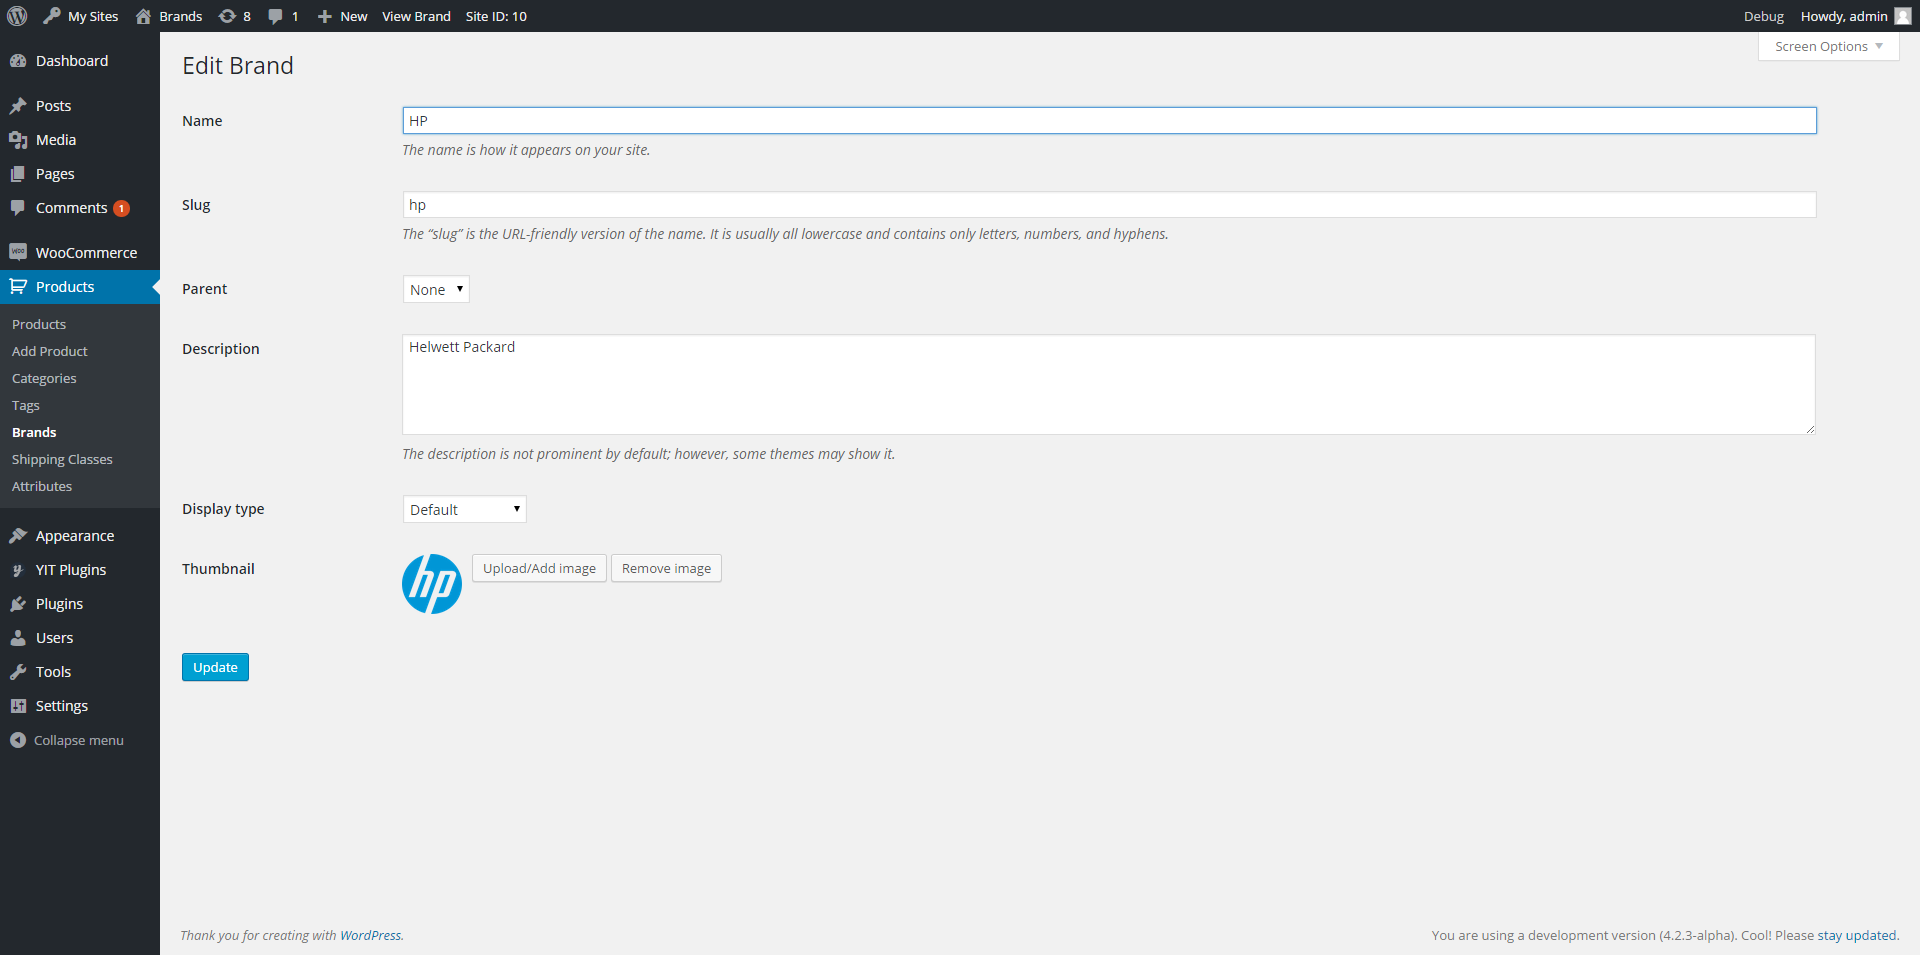 My Sites Brands 8 1 New View Brand Site ID: 10 Debug Howdy, admin
Screen Options
Dashboard
Posts
Media
Pages
Comments 1
WooCommerce
Products
Products
Add Product
Categories
Tags
Brands
Shipping Classes
Attributes
Appearance
YIT Plugins
Plugins
Users
Tools
Settings
Collapse menu
Edit Brand
Name HP
The name is how it appears on your site.
Slug hp
The “slug” is the URL-friendly version of the name. It is usually all lowercase and contains only letters, numbers, and hyphens.
Parent None
Description Helwett Packard
The description is not prominent by default; however, some themes may show it.
Display type Default
Thumbnail hp Upload/Add image Remove image
Update
Thank you for creating with WordPress. You are using a development version (4.2.3-alpha). Cool! Please stay updated.